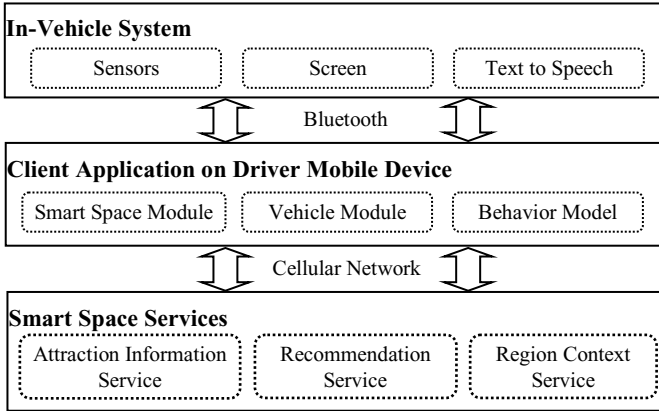 In-Vehicle System
Sensors
Screen
Text to Speech
Bluetooth
Client Application on Driver Mobile Device
Smart Space Module
Vehicle Module
Behavior Model
Cellular Network
Smart Space Services
Attraction Information
Service
Recommendation
Service
Region Context
Service